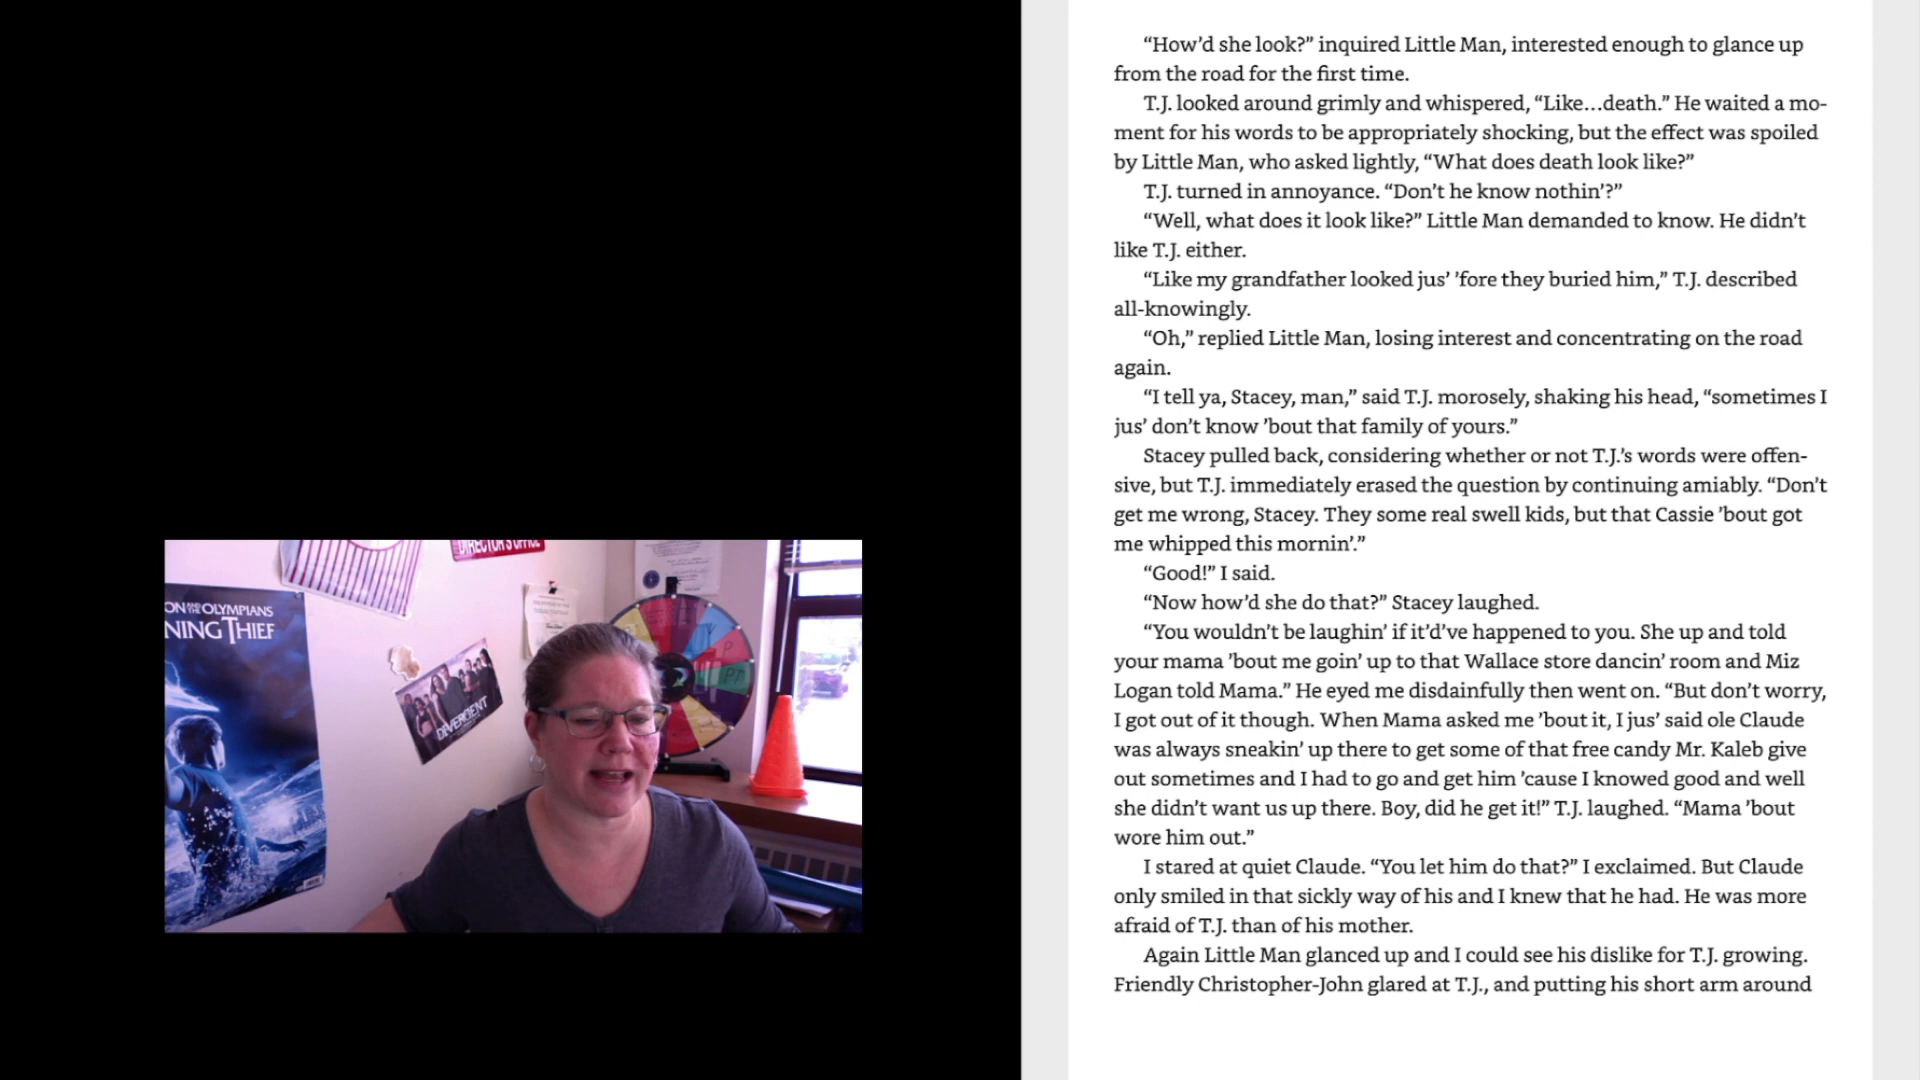 ON AND THE OLYMPIANS
NING THIEF
DIRECTOR'S OFFICE
DIVERGENT
P
PT
“How’d she look?” inquired Little Man, interested enough to glance up
from the road for the first time.
T.J. looked around grimly and whispered, “Like…death.” He waited a mo-
ment for his words to be appropriately shocking, but the effect was spoiled
by Little Man, who asked lightly, “What does death look like?”
T.J. turned in annoyance. “Don’t he know nothin’?”
“Well, what does it look like?” Little Man demanded to know. He didn’t
like T.J. either.
“Like my grandfather looked jus’ ’fore they buried him,” T.J. described
all-knowingly.
“Oh,” replied Little Man, losing interest and concentrating on the road
again.
“I tell ya, Stacey, man,” said T.J. morosely, shaking his head, “sometimes I
jus’ don’t know ’bout that family of yours.”
Stacey pulled back, considering whether or not T.J.’s words were offen-
sive, but T.J. immediately erased the question by continuing amiably. “Don’t
get me wrong, Stacey. They some real swell kids, but that Cassie ’bout got
me whipped this mornin’.”
“Good!” I said.
“Now how’d she do that?” Stacey laughed.
“You wouldn’t be laughin’ if it’d’ve happened to you. She up and told
your mama ’bout me goin’ up to that Wallace store dancin’ room and Miz
Logan told Mama.” He eyed me disdainfully then went on. “But don’t worry,
I got out of it though. When Mama asked me ’bout it, I jus’ said ole Claude
was always sneakin’ up there to get some of that free candy Mr. Kaleb give
out sometimes and I had to go and get him ’cause I knowed good and well
she didn’t want us up there. Boy, did he get it!” T.J. laughed. “Mama ’bout
wore him out.”
I stared at quiet Claude. “You let him do that?” I exclaimed. But Claude
only smiled in that sickly way of his and I knew that he had. He was more
afraid of T.J. than of his mother.
Again Little Man glanced up and I could see his dislike for T.J. growing.
Friendly Christopher-John glared at T.J., and putting his short arm around